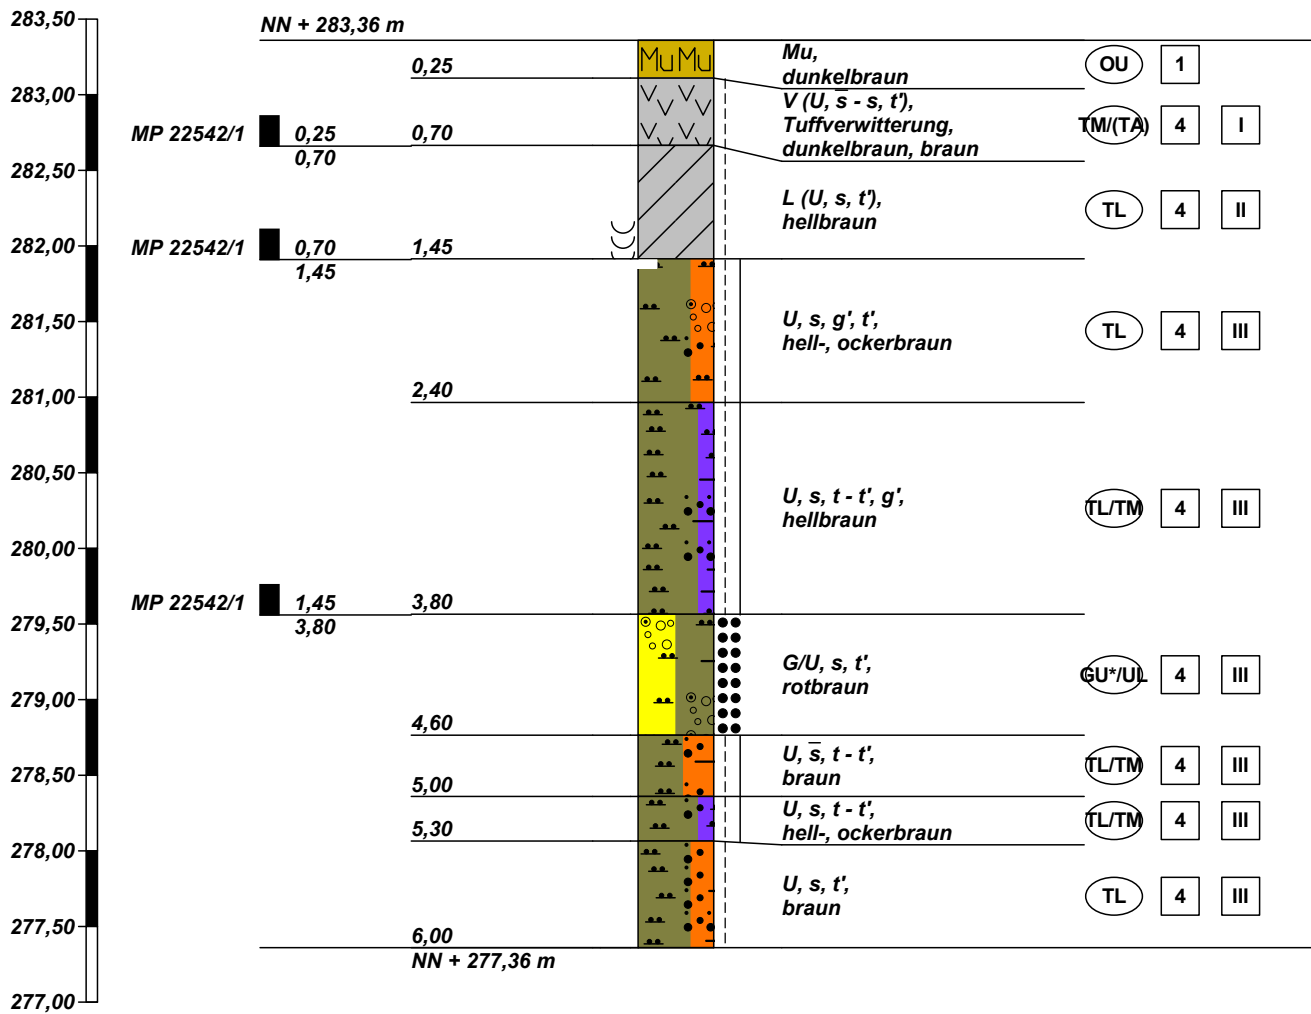 283,50
NN + 283,36 m
Mu Mu
Mu,
dunkelbraun
OU 1
0,25
283,00
MP 22542/1 0,25 0,70
0,70
V (U, s̅ - s, t'),
Tuffverwitterung,
dunkelbraun, braun
TM/(TA) 4 I
282,50
L (U, s, t'),
hellbraun
TL 4 II
282,00
MP 22542/1 0,70 1,45
1,45
281,50
U, s, g', t',
hell-, ockerbraun
TL 4 III
281,00
2,40
280,50
U, s, t - t', g',
hellbraun
TL/TM 4 III
280,00
MP 22542/1 1,45 3,80
3,80
279,50
G/U, s, t',
rotbraun
GU*/UL 4 III
279,00
4,60
U, s̅, t - t',
braun
TL/TM 4 III
278,50
5,00
U, s, t - t',
hell-, ockerbraun
TL/TM 4 III
5,30
278,00
U, s, t',
braun
TL 4 III
277,50
6,00
NN + 277,36 m
277,00